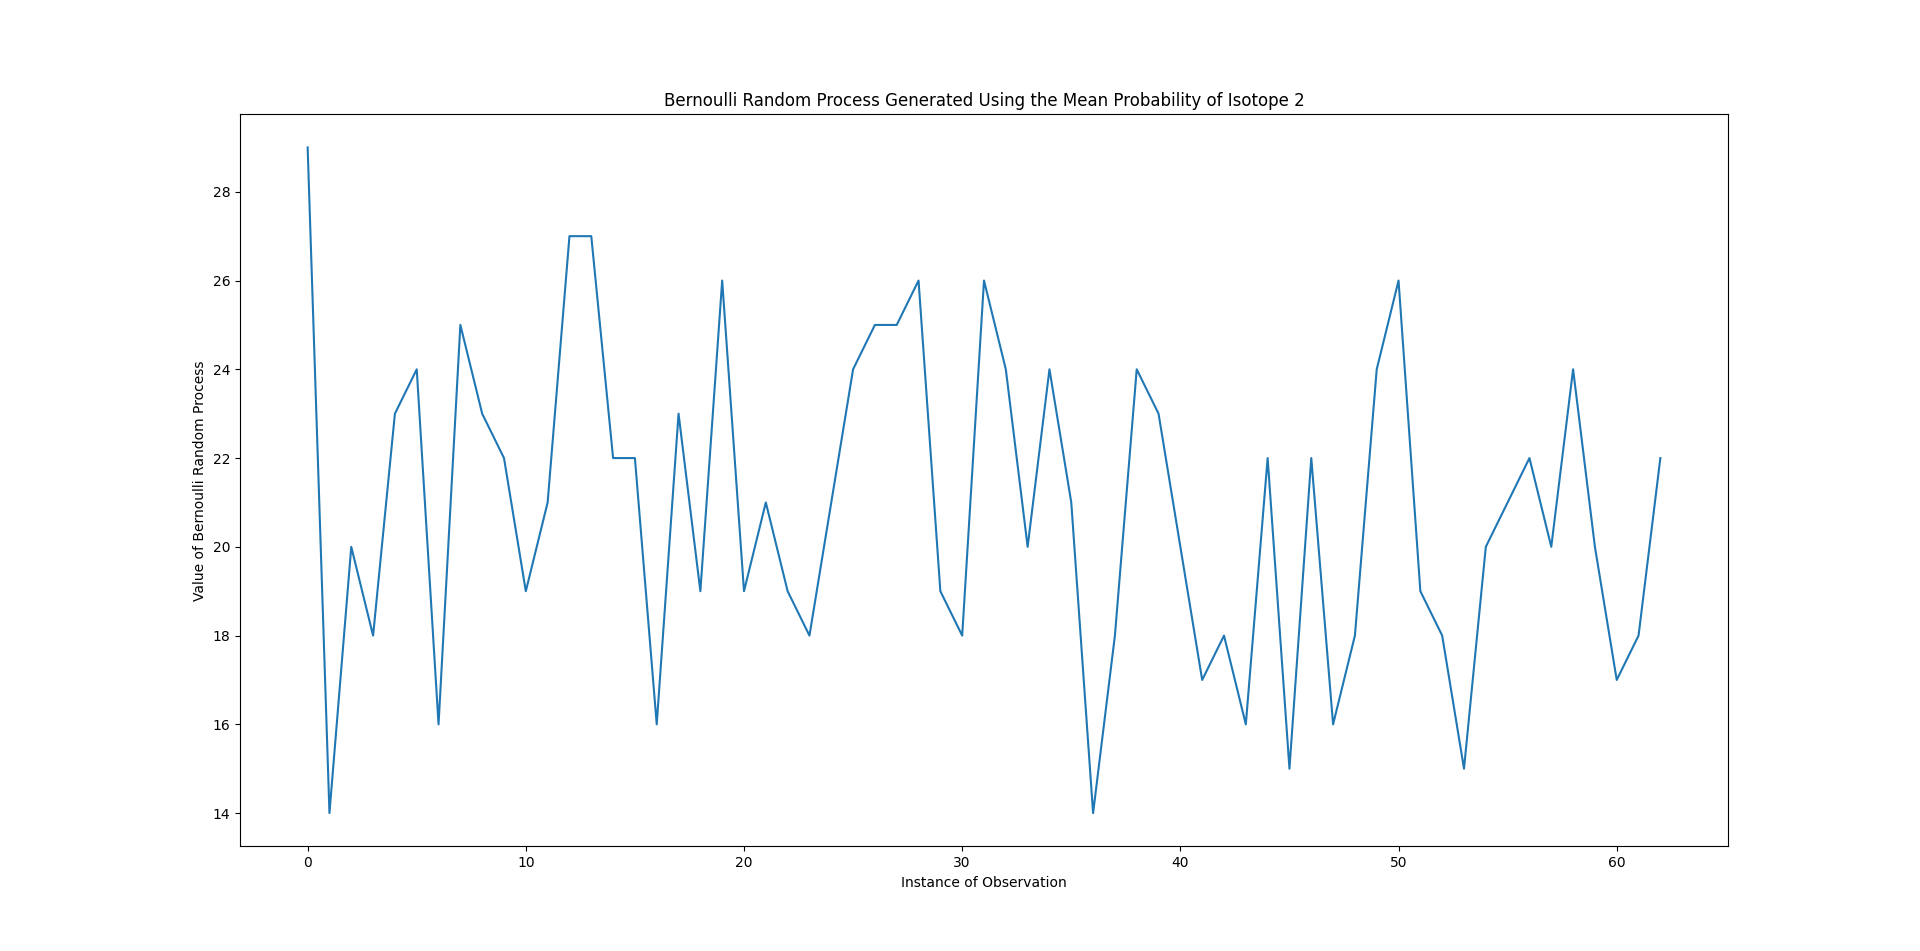 Bernoulli Random Process Generated Using the Mean Probability of Isotope 2
Value of Bernoulli Random Process
28
26
24
22
20
18
16
14
0 10 20 30 40 50 60
Instance of Observation